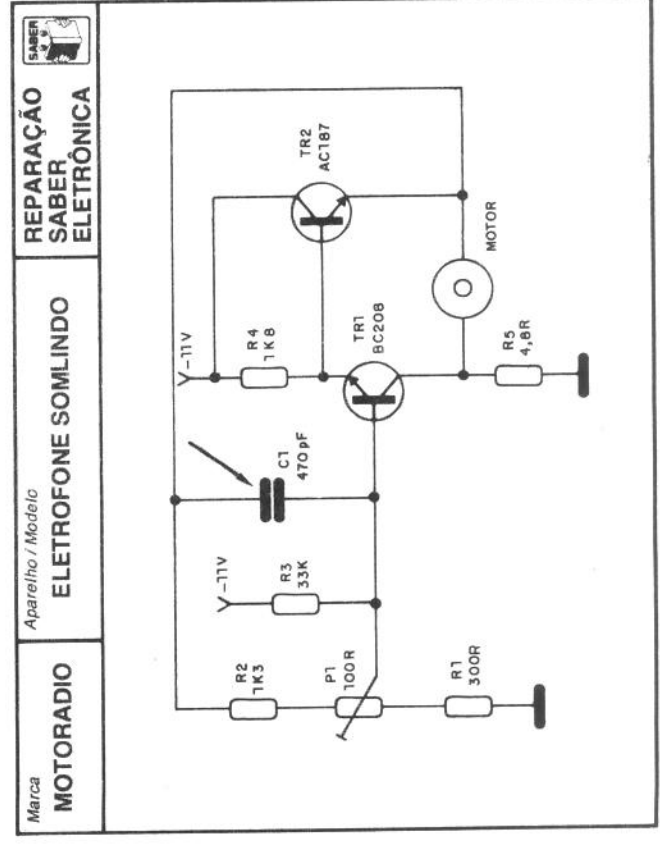 Marca
MOTORADIO
Aparelho / Modelo
ELETROFONE SOMLINDO
REPARAÇÃO
SABER
ELETRÔNICA
SABER
R2
1K3
P1
100R
R1
300R
-11V
R3
33K
C1
470pF
-11V
R4
1K8
TR1
BC208
TR2
AC187
MOTOR
R5
4,8R